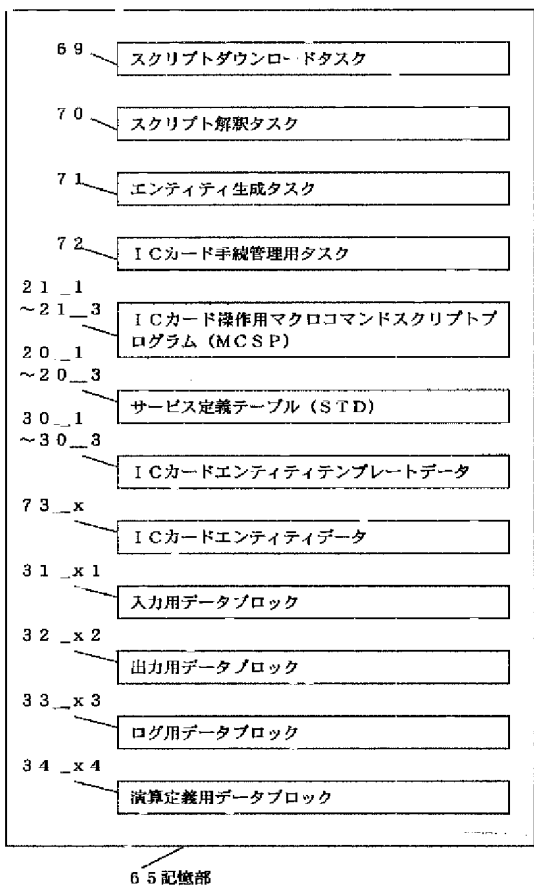 69
スクリプトダウンロードタスク
70
スクリプト解釈タスク
71
エンティティ生成タスク
72
ICカード手続管理用タスク
21_1
~21_3
ICカード操作用マクロコマンドスクリプトプ
ログラム(MCSP)
20_1
~20_3
サービス定義テーブル(STD)
30_1
~30_3
ICカードエンティティテンプレートデータ
73_x
ICカードエンティティデータ
31_x1
入力用データブロック
32_x2
出力用データブロック
33_x3
ログ用データブロック
34_x4
演算定義用データブロック
65記憶部